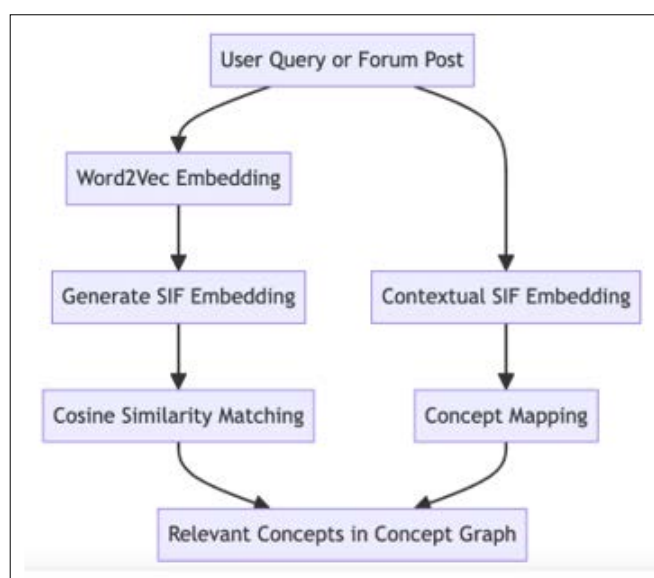 User Query or Forum Post
Word2Vec Embedding
Generate SIF Embedding
Contextual SIF Embedding
Cosine Similarity Matching
Concept Mapping
Relevant Concepts in Concept Graph